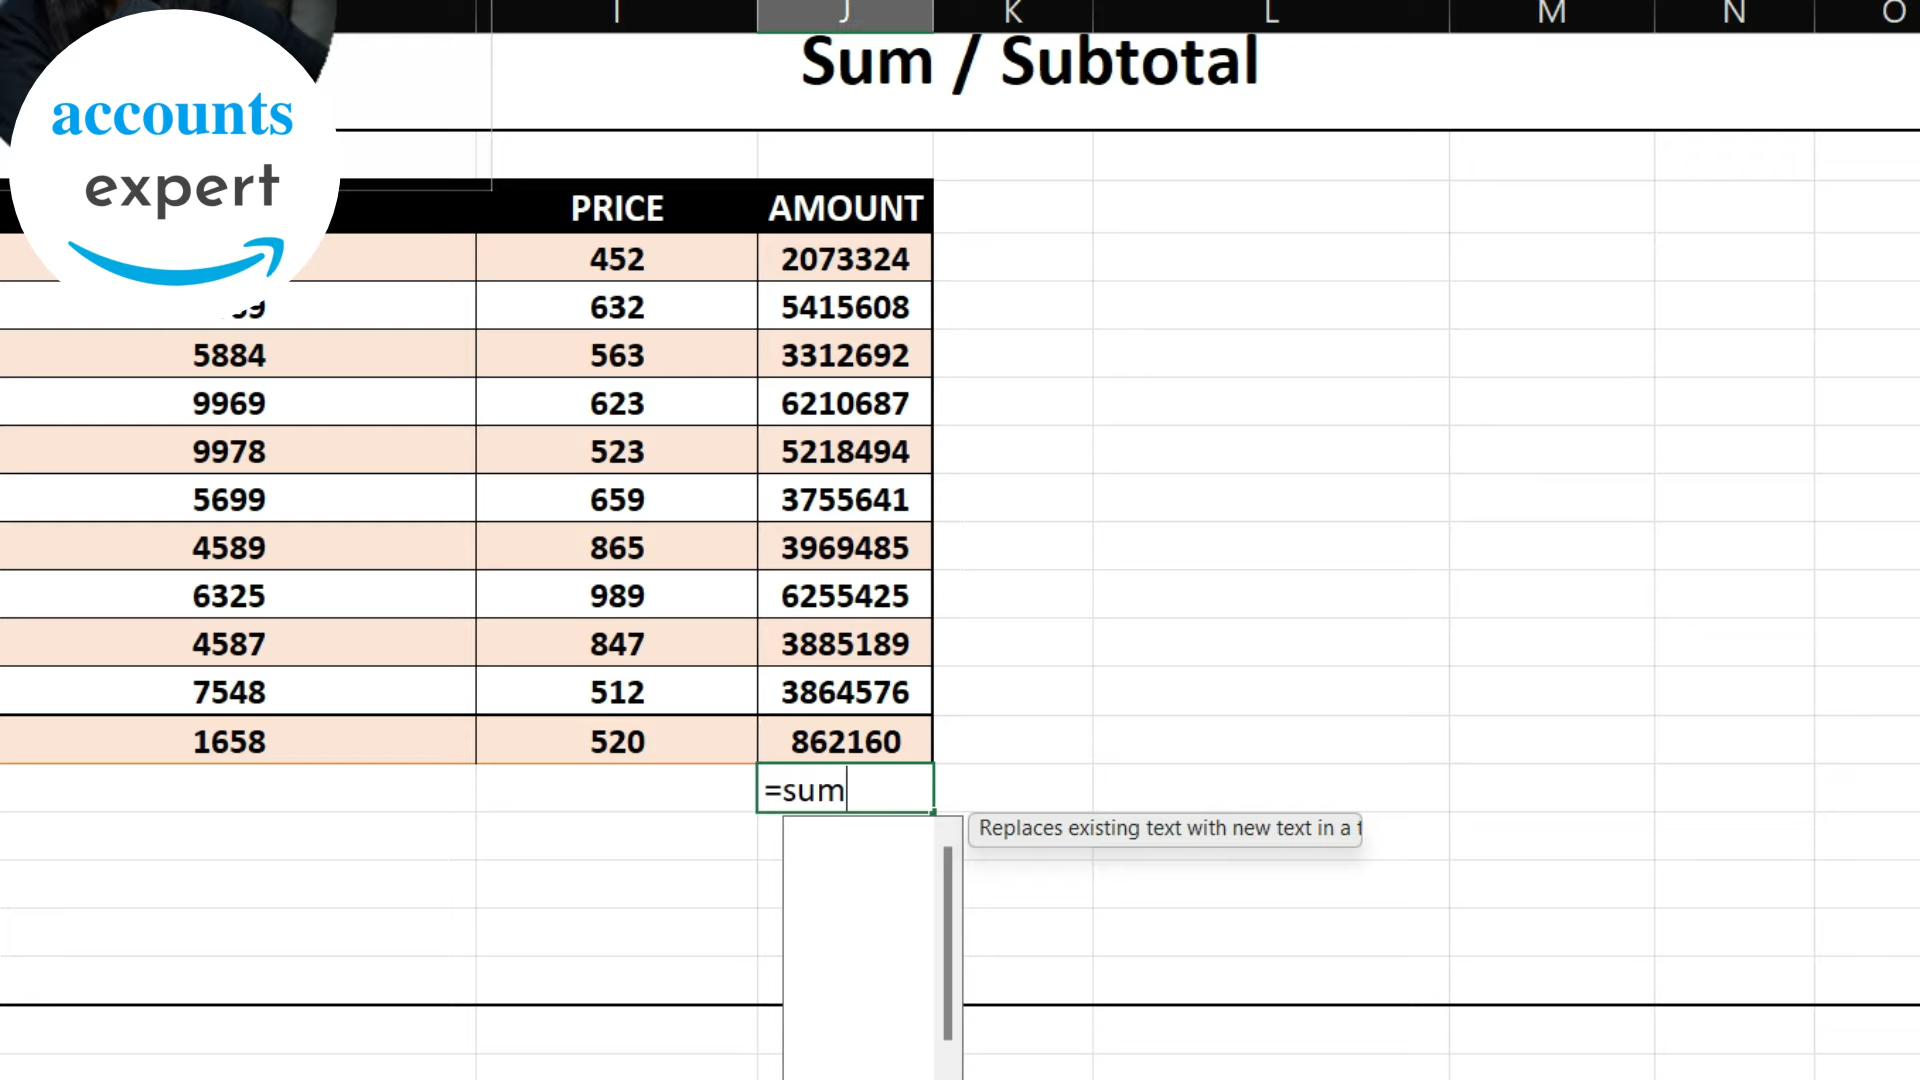 I J K L M N O
Sum / Subtotal
accounts
expert
PRICE AMOUNT
452 2073324
632 5415608
5884 563 3312692
9969 623 6210687
9978 523 5218494
5699 659 3755641
4589 865 3969485
6325 989 6255425
4587 847 3885189
7548 512 3864576
1658 520 862160
=sum
Replaces existing text with new text in a